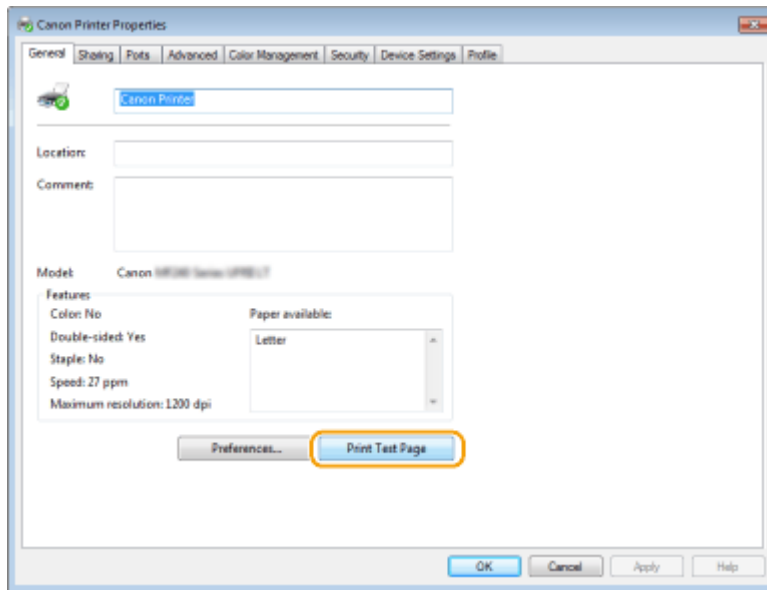 Canon Printer Properties
General Sharing Ports Advanced Color Management Security Device Settings Profile
Canon Printer
Location:
Comment:
Model: Canon
Features
Color: No
Paper available:
Double-sided: Yes
Letter
Staple: No
Speed: 27 ppm
Maximum resolution: 1200 dpi
Preferences... Print Test Page
OK Cancel Apply Help